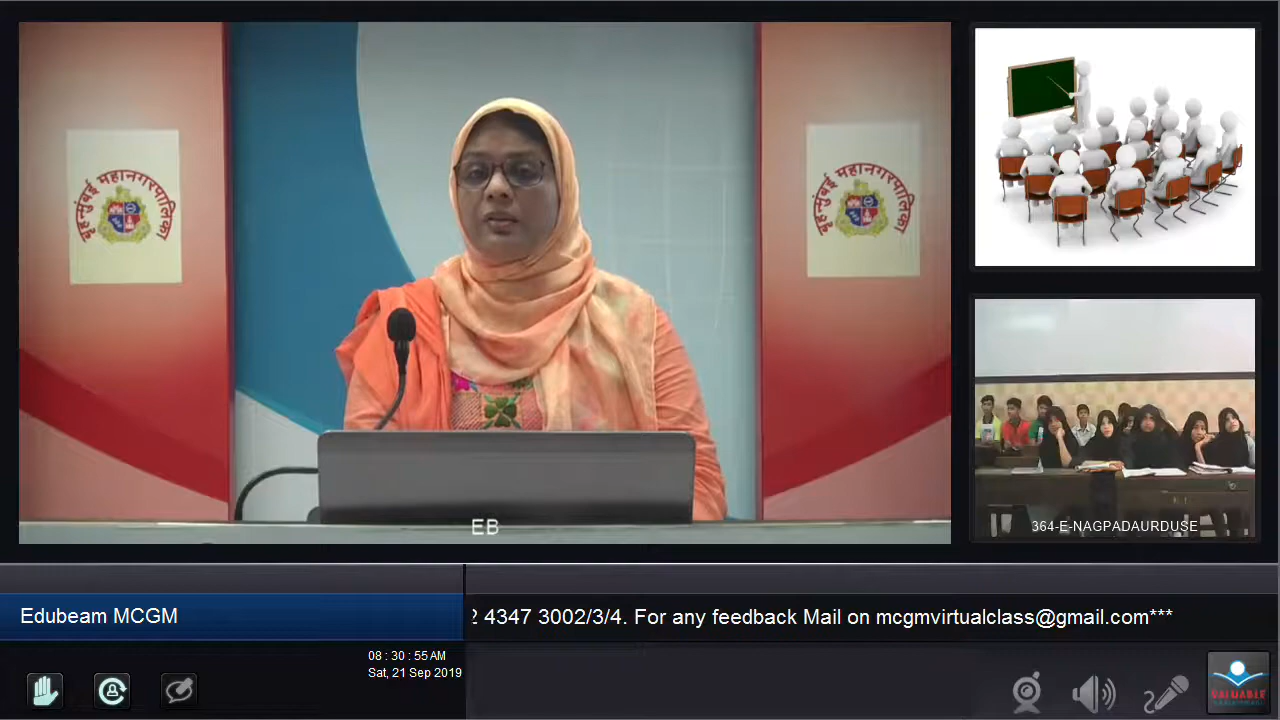 बृहन्मुंबई महानगरपालिका
बृहन्मुंबई महानगरपालिका
EB
364-E-NAGPADAURDUSE
Edubeam MCGM
2 4347 3002/3/4. For any feedback Mail on mcgmvirtualclass@gmail.com***
08 : 30 : 55 AM
Sat, 21 Sep 2019
VALUABLE